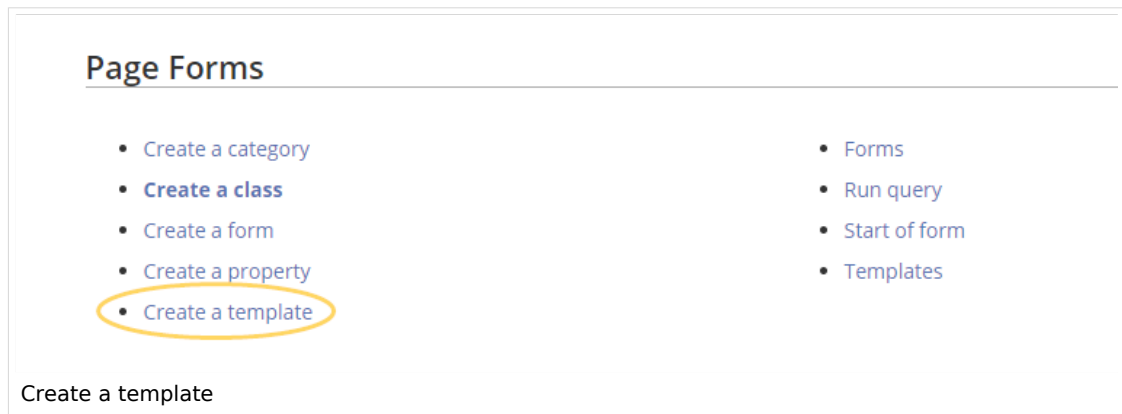 Page Forms
Create a category
Create a class
Create a form
Create a property
Create a template
Forms
Run query
Start of form
Templates
Create a template